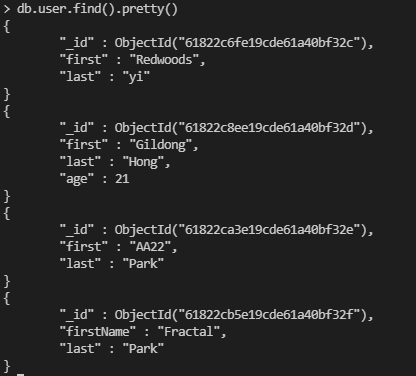 > db.user.find().pretty()
{
        "_id" : ObjectId("61822c6fe19cde61a40bf32c"),
        "first" : "Redwoods",
        "last" : "yi"
}
{
        "_id" : ObjectId("61822c8ee19cde61a40bf32d"),
        "first" : "Gildong",
        "last" : "Hong",
        "age" : 21
}
{
        "_id" : ObjectId("61822ca3e19cde61a40bf32e"),
        "first" : "AA22",
        "last" : "Park"
}
{
        "_id" : ObjectId("61822cb5e19cde61a40bf32f"),
        "firstName" : "Fractal",
        "last" : "Park"
}